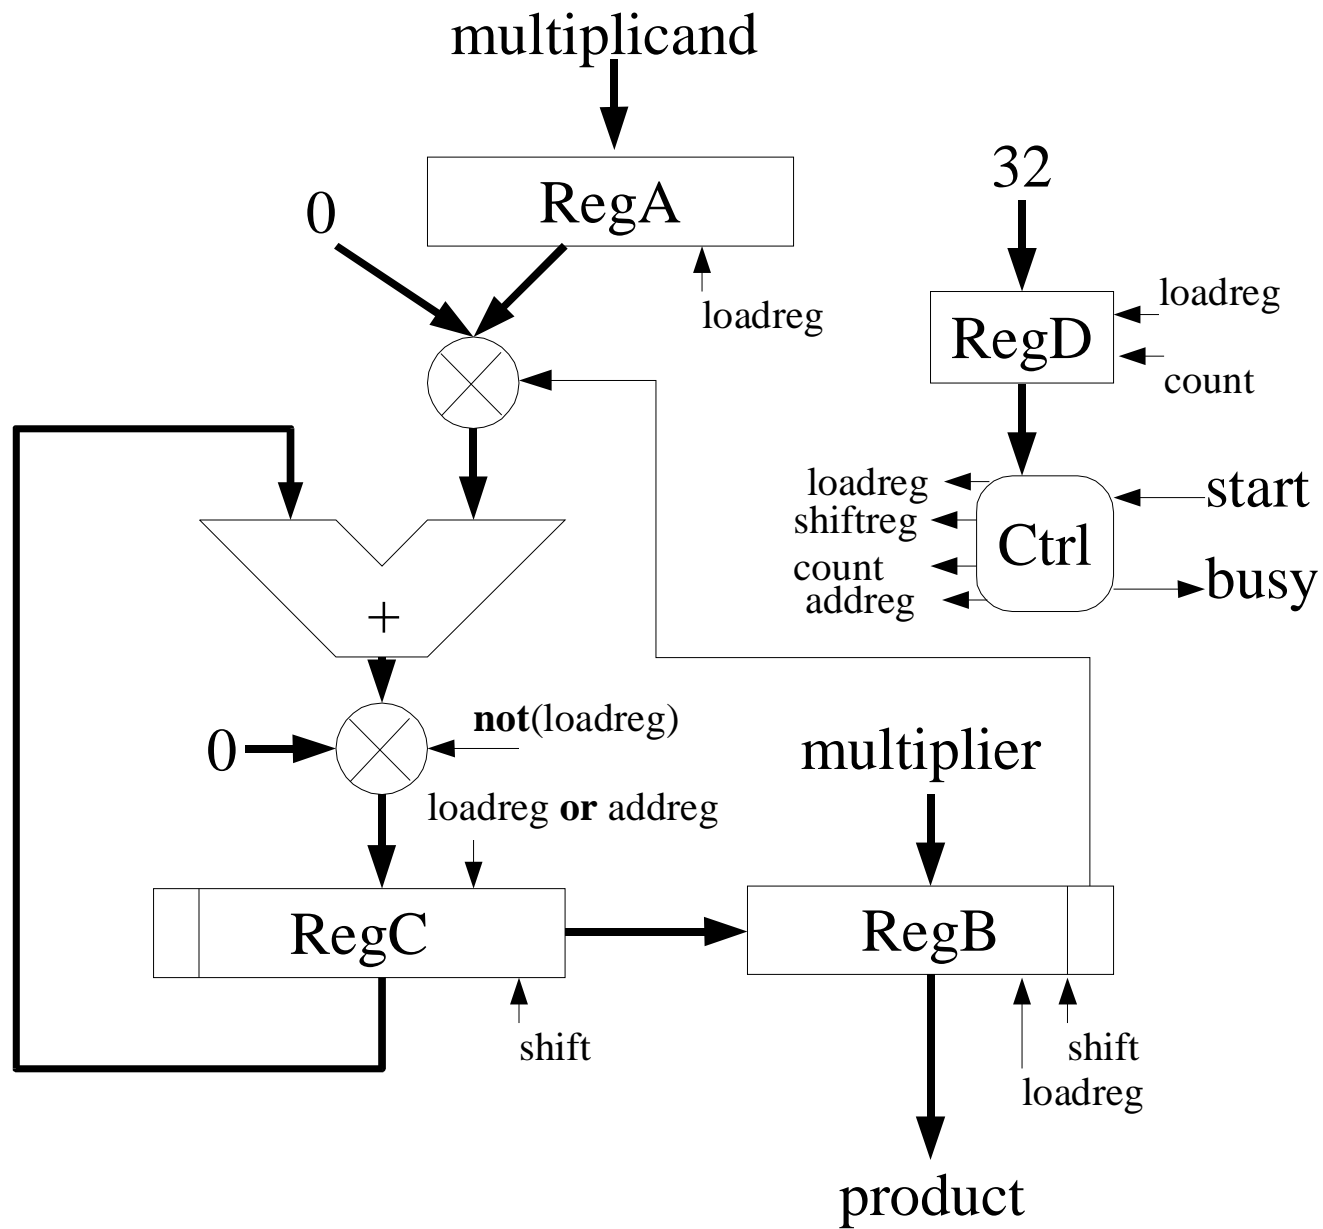 multiplicand
32
0
RegA
loadreg
loadreg
RegD
count
loadreg
shiftreg
count
addreg
Ctrl
start
busy
+
not(loadreg)
0
multiplier
loadreg or addreg
RegC
RegB
shift
shift
loadreg
product